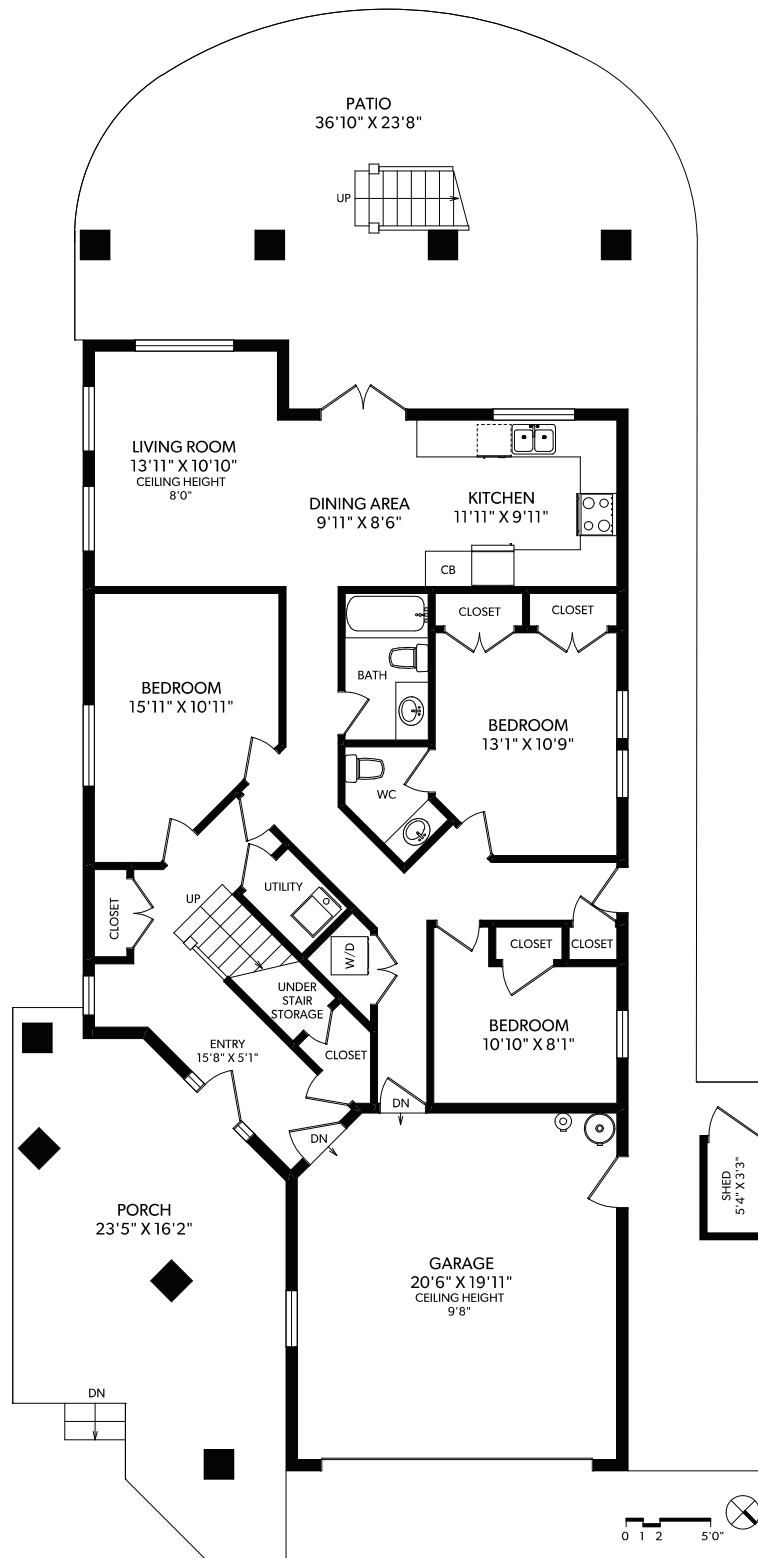 PATIO
36'10" X 23'8"
UP
LIVING ROOM
13'11" X 10'10"
CEILING HEIGHT
8'0"
DINING AREA
9'11" X 8'6"
KITCHEN
11'11" X 9'11"
CB
CLOSET
CLOSET
BATH
BEDROOM
15'11" X 10'11"
BEDROOM
13'1" X 10'9"
WC
UTILITY
UP
CLOSET
W/D
CLOSET
CLOSET
UNDER
STAIR
STORAGE
BEDROOM
10'10" X 8'1"
ENTRY
15'8" X 5'1"
CLOSET
DN
DN
SHED
5'4" X 3'3"
PORCH
23'5" X 16'2"
GARAGE
20'6" X 19'11"
CEILING HEIGHT
9'8"
DN
0 1 2 5'0"